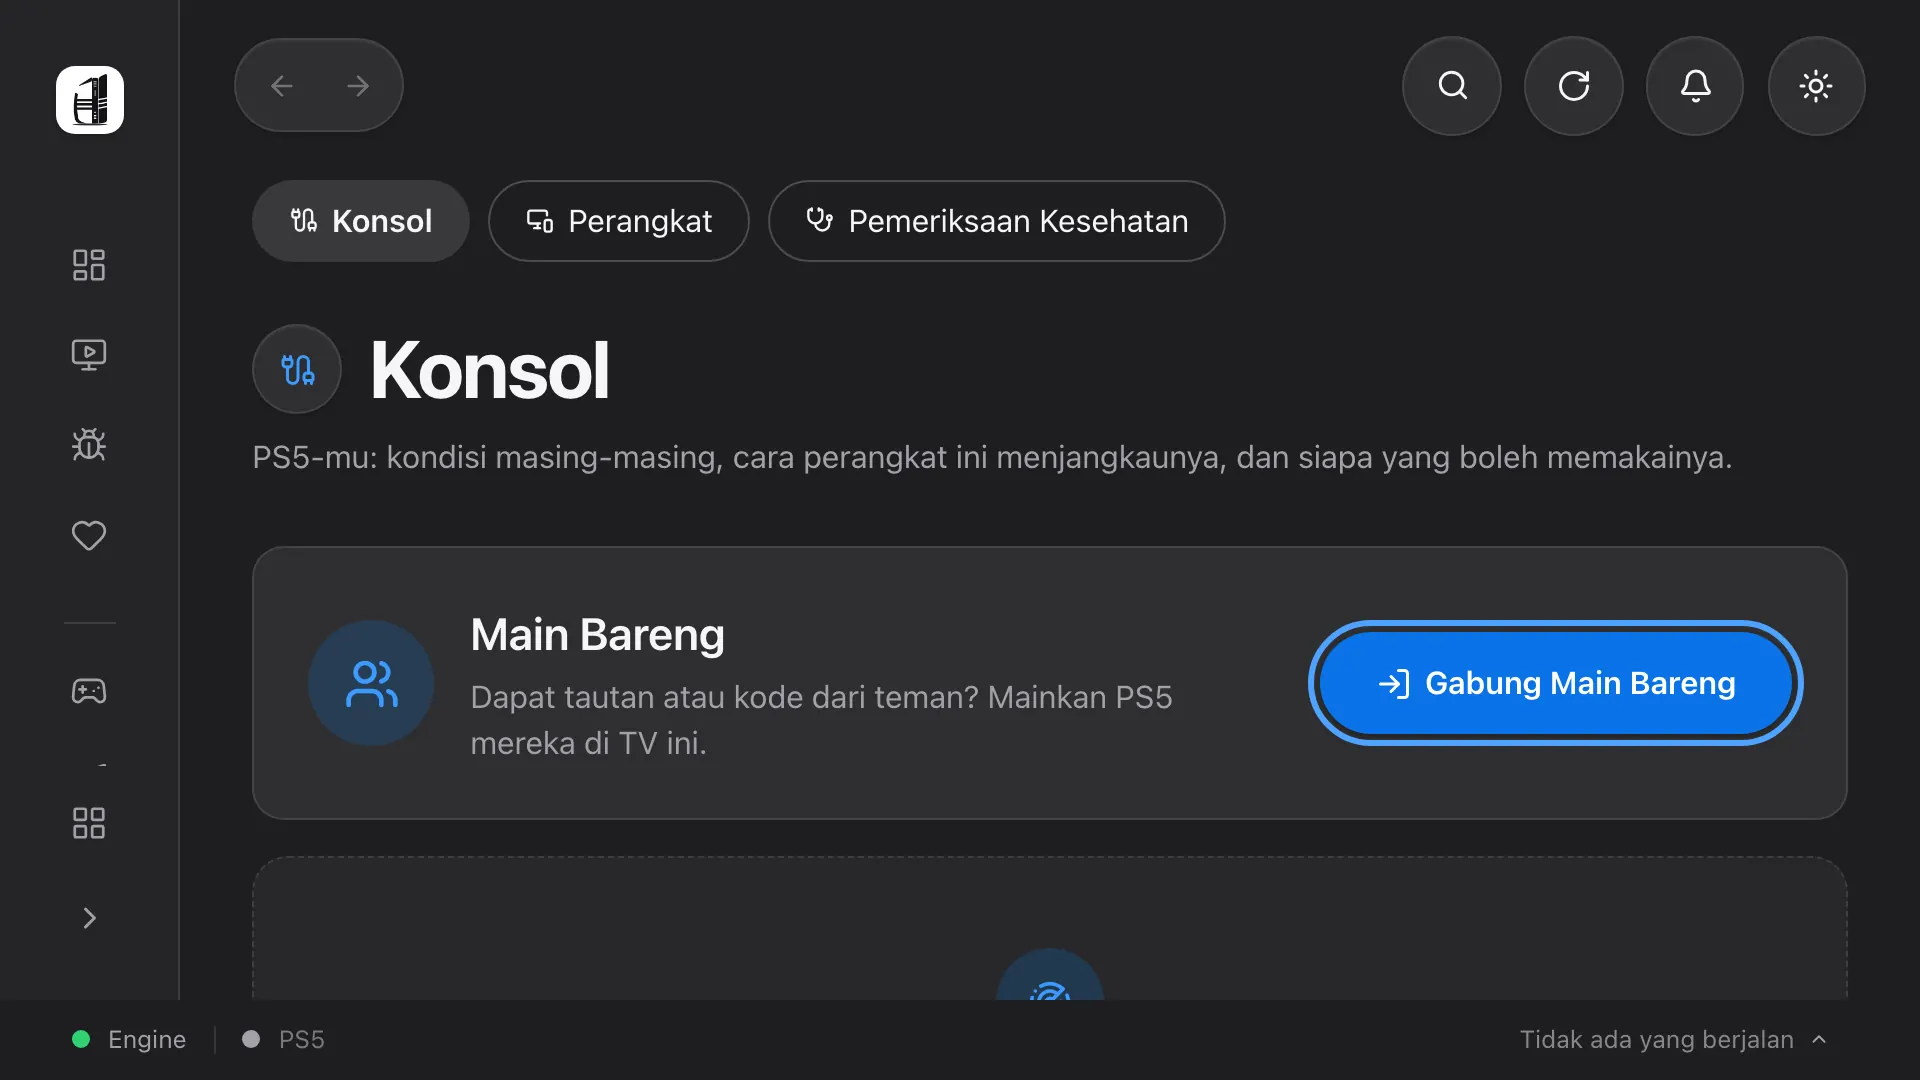 Konsol
Perangkat
Pemeriksaan Kesehatan
Konsol
PS5-mu: kondisi masing-masing, cara perangkat ini menjangkaunya, dan siapa yang boleh memakainya.
Main Bareng
Dapat tautan atau kode dari teman? Mainkan PS5
mereka di TV ini.
Gabung Main Bareng
Engine
PS5
Tidak ada yang berjalan